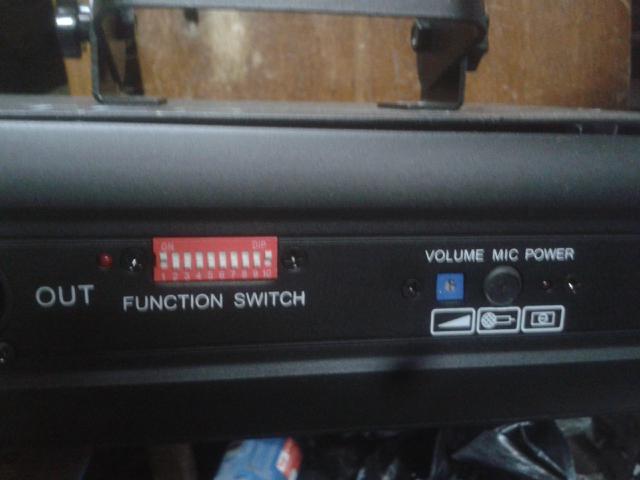 ON DIP
1 2 3 4 5 6 7 8 9 10
OUT
FUNCTION SWITCH
VOLUME MIC POWER